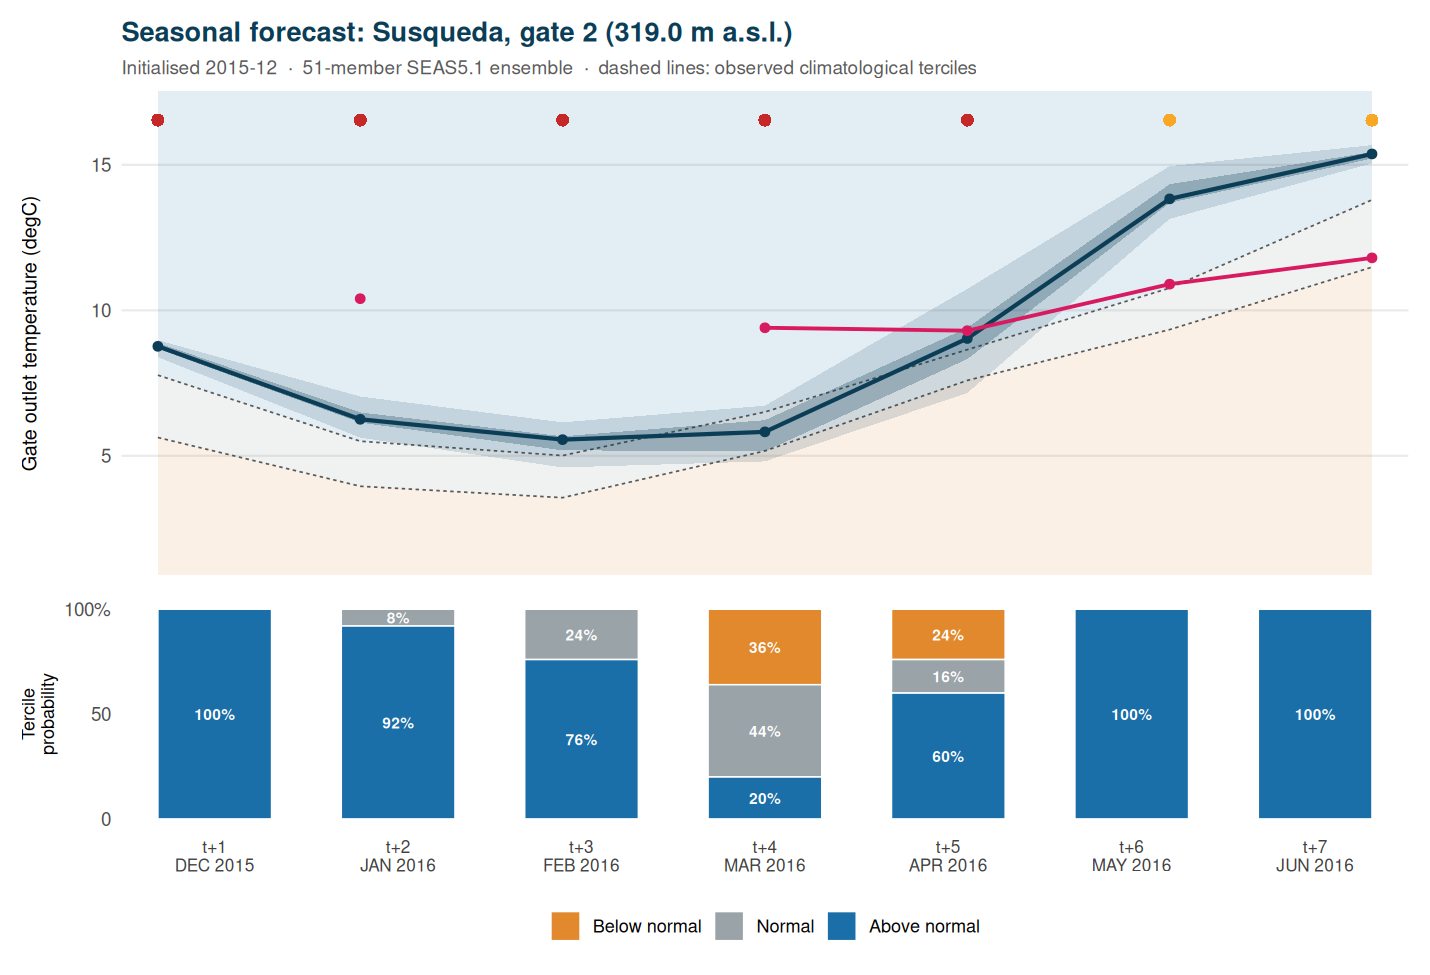 Seasonal forecast: Susqueda, gate 2 (319.0 m a.s.l.)
Initialised 2015-12 · 51-member SEAS5.1 ensemble · dashed lines: observed climatological terciles
Gate outlet temperature (degC)
15
10
5
Tercile
probability
100%
50
0
100%
8%
92%
24%
76%
36%
44%
20%
24%
16%
60%
100%
100%
t+1
DEC 2015
t+2
JAN 2016
t+3
FEB 2016
t+4
MAR 2016
t+5
APR 2016
t+6
MAY 2016
t+7
JUN 2016
Below normal
Normal
Above normal